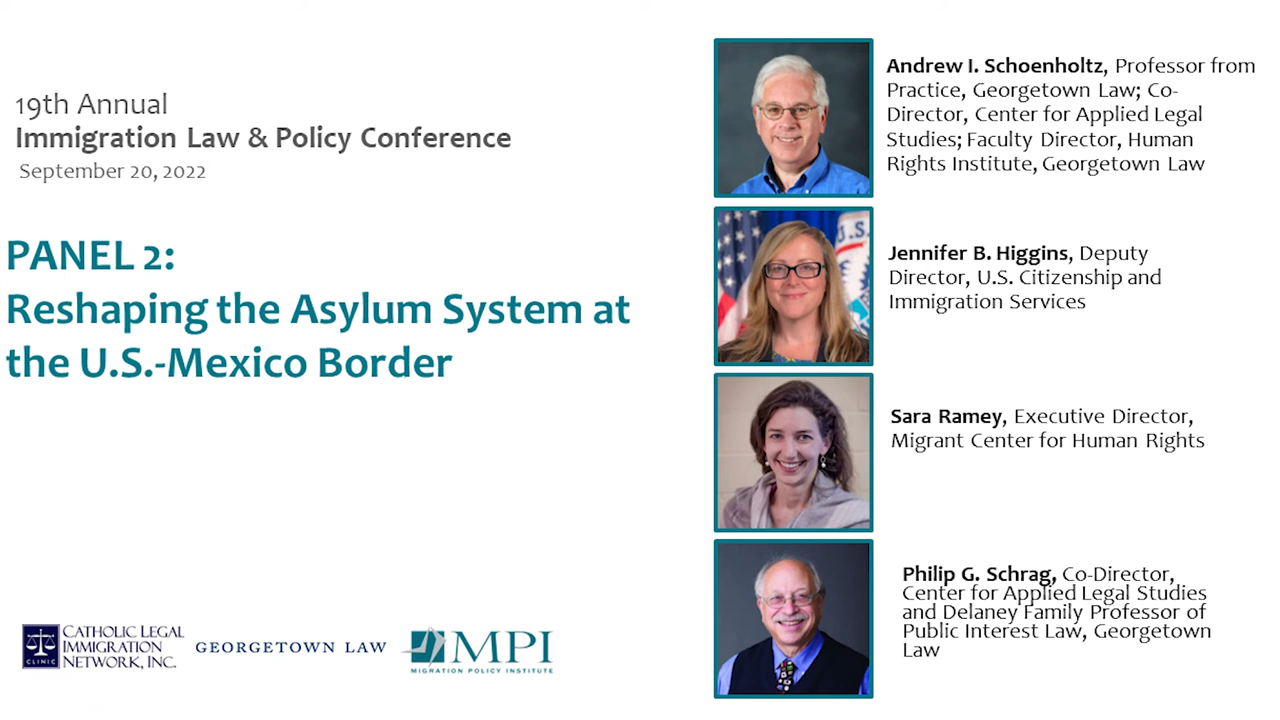 19th Annual
Immigration Law & Policy Conference
September 20, 2022
PANEL 2:
Reshaping the Asylum System at
the U.S.-Mexico Border
CLINIC
CATHOLIC LEGAL
IMMIGRATION
NETWORK, INC.
GEORGETOWN LAW
MPI
MIGRATION POLICY INSTITUTE
Andrew I. Schoenholtz, Professor from
Practice, Georgetown Law; Co-
Director, Center for Applied Legal
Studies; Faculty Director, Human
Rights Institute, Georgetown Law
U.S.
Jennifer B. Higgins, Deputy
Director, U.S. Citizenship and
Immigration Services
Sara Ramey, Executive Director,
Migrant Center for Human Rights
Philip G. Schrag, Co-Director,
Center for Applied Legal Studies
and Delaney Family Professor of
Public Interest Law, Georgetown
Law